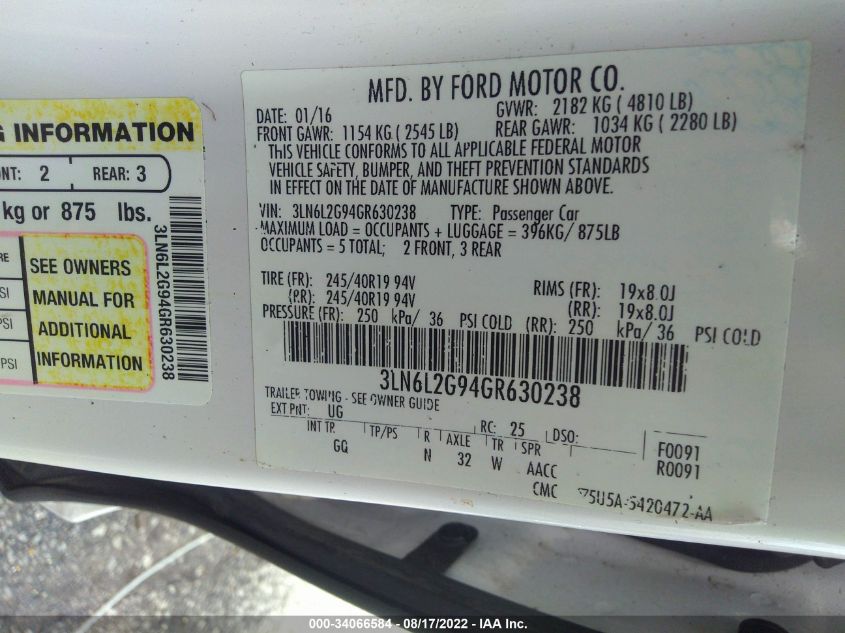 G INFORMATION
NT: 2 REAR: 3
kg or 875 lbs.
RE
SI
PSI
PSI
SEE OWNERS
MANUAL FOR
ADDITIONAL
INFORMATION
3LN6L2G94GR630238
MFD. BY FORD MOTOR CO.
DATE: 01/16 GVWR: 2182 KG ( 4810 LB)
FRONT GAWR: 1154 KG ( 2545 LB) REAR GAWR: 1034 KG ( 2280 LB)
THIS VEHICLE CONFORMS TO ALL APPLICABLE FEDERAL MOTOR
VEHICLE SAFETY, BUMPER, AND THEFT PREVENTION STANDARDS
IN EFFECT ON THE DATE OF MANUFACTURE SHOWN ABOVE.
VIN: 3LN6L2G94GR630238 TYPE: Passenger Car
MAXIMUM LOAD = OCCUPANTS + LUGGAGE = 396KG/ 875LB
OCCUPANTS = 5 TOTAL; 2 FRONT, 3 REAR
TIRE (FR): 245/40R19 94V RIMS (FR): 19x8.0J
(RR): 245/40R19 94V (RR): 19x8.0J
PRESSURE (FR): 250 kPa/ 36 PSI COLD (RR): 250 kPa/ 36 PSI COLD
3LN6L2G94GR630238
TRAILER TOWING - SEE OWNER GUIDE
EXT PNT: UG RC: 25 DSO: F0091
INT TR TP/PS R AXLE TR SPR R0091
GQ N 32 W AACC
CMC 5U5A-5420472-AA
000-34066584 - 08/17/2022 - IAA Inc.